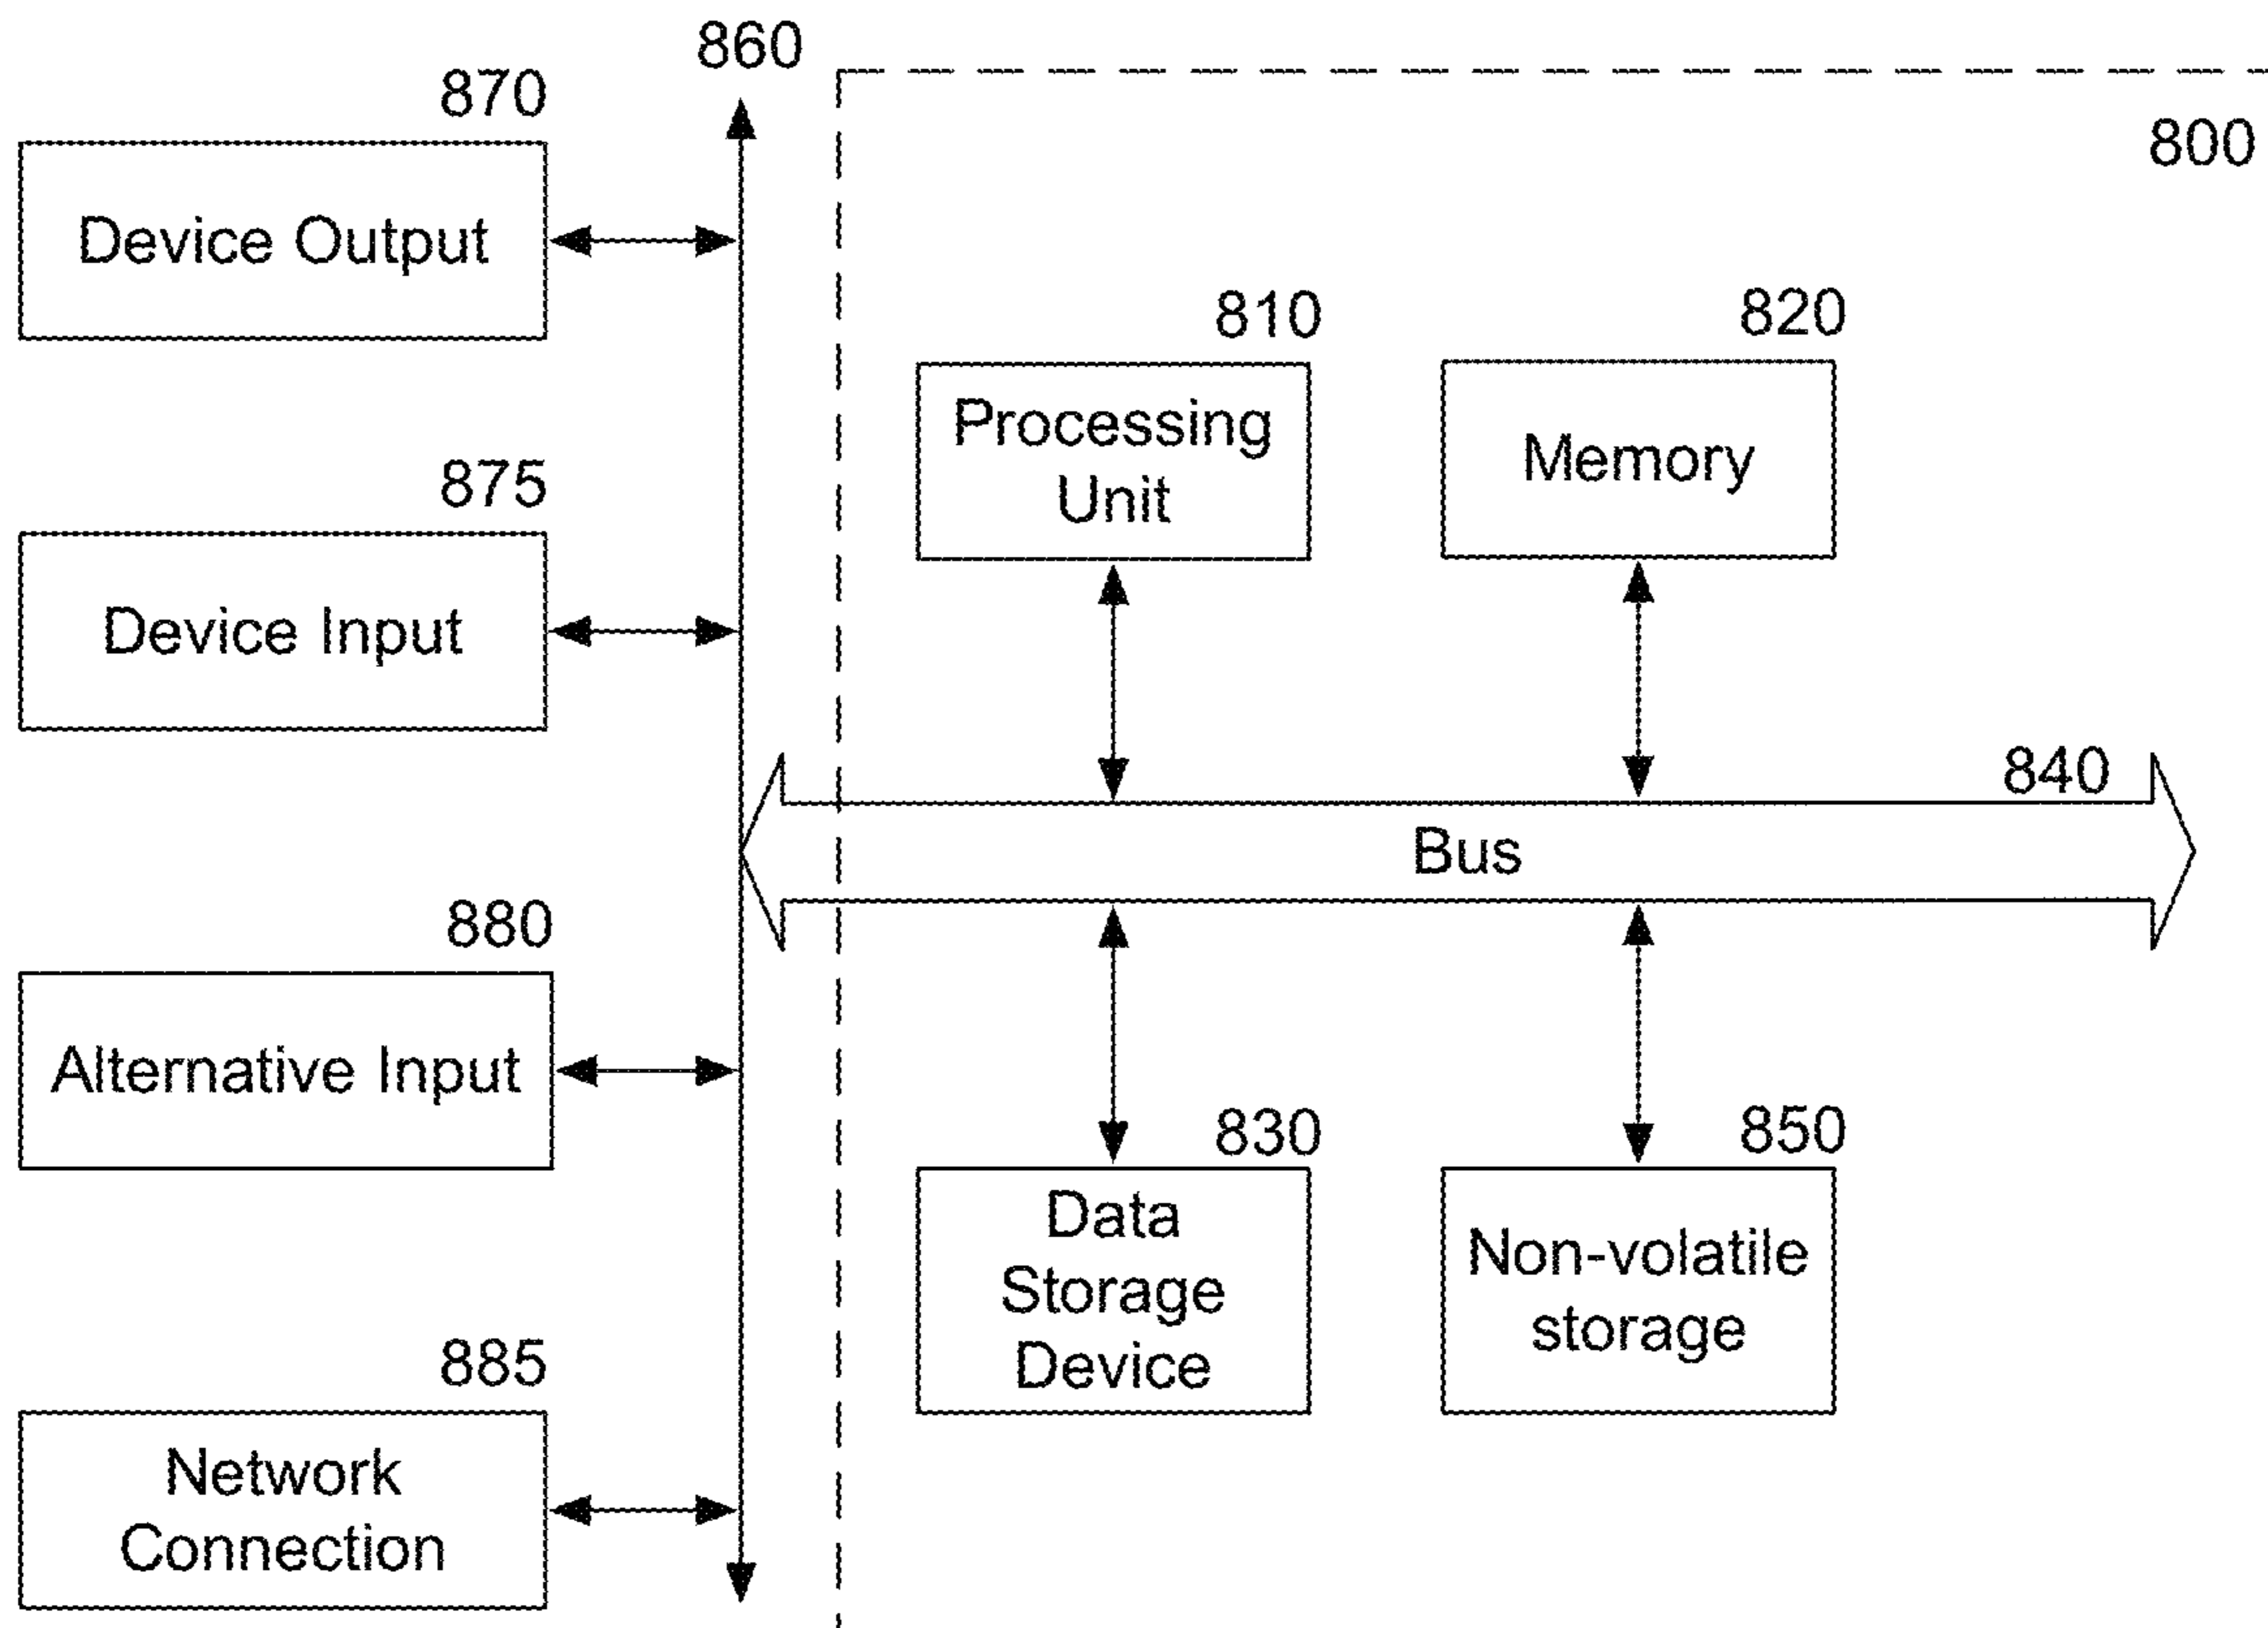 860
870
800
Device Output
810
820
Processing
Unit
Memory
875
Device Input
840
Bus
880
Alternative Input
830
850
Data
Storage
Device
Non-volatile
storage
885
Network
Connection